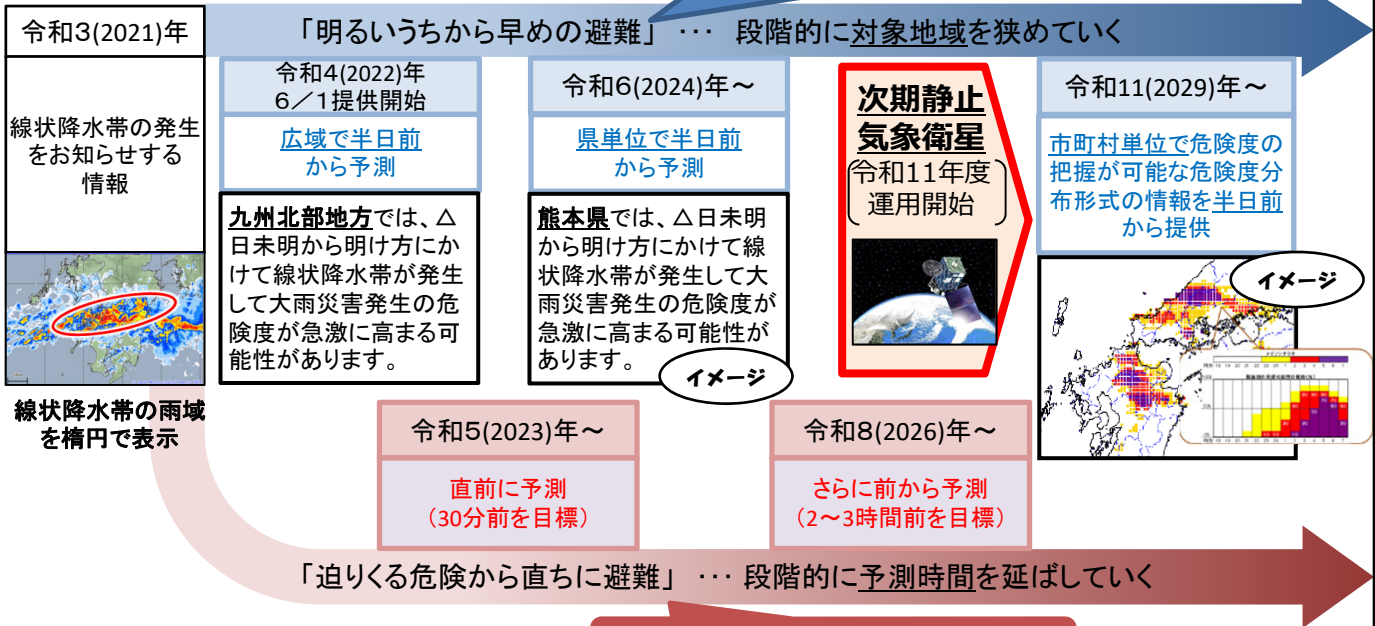 「明るいうちから早めの避難」 … 段階的に対象地域を狭めていく
令和3(2021)年
線状降水帯の発生
をお知らせする
情報
線状降水帯の雨域
を楕円で表示
令和4(2022)年
6/1提供開始
広域で半日前
から予測
九州北部地方では、△
日未明から明け方にか
けて線状降水帯が発生
して大雨災害発生の危
険度が急激に高まる可
能性があります。
令和6(2024)年～
県単位で半日前
から予測
熊本県では、△日未明
から明け方にかけて線
状降水帯が発生して大
雨災害発生の危険度が
急激に高まる可能性が
あります。
イメージ
次期静止
気象衛星
令和11年度
運用開始
令和11(2029)年～
市町村単位で危険度の
把握が可能な危険度分
布形式の情報を半日前
から提供
イメージ
令和5(2023)年～
直前に予測
(30分前を目標)
令和8(2026)年～
さらに前から予測
(2～3時間前を目標)
「迫りくる危険から直ちに避難」 … 段階的に予測時間を延ばしていく